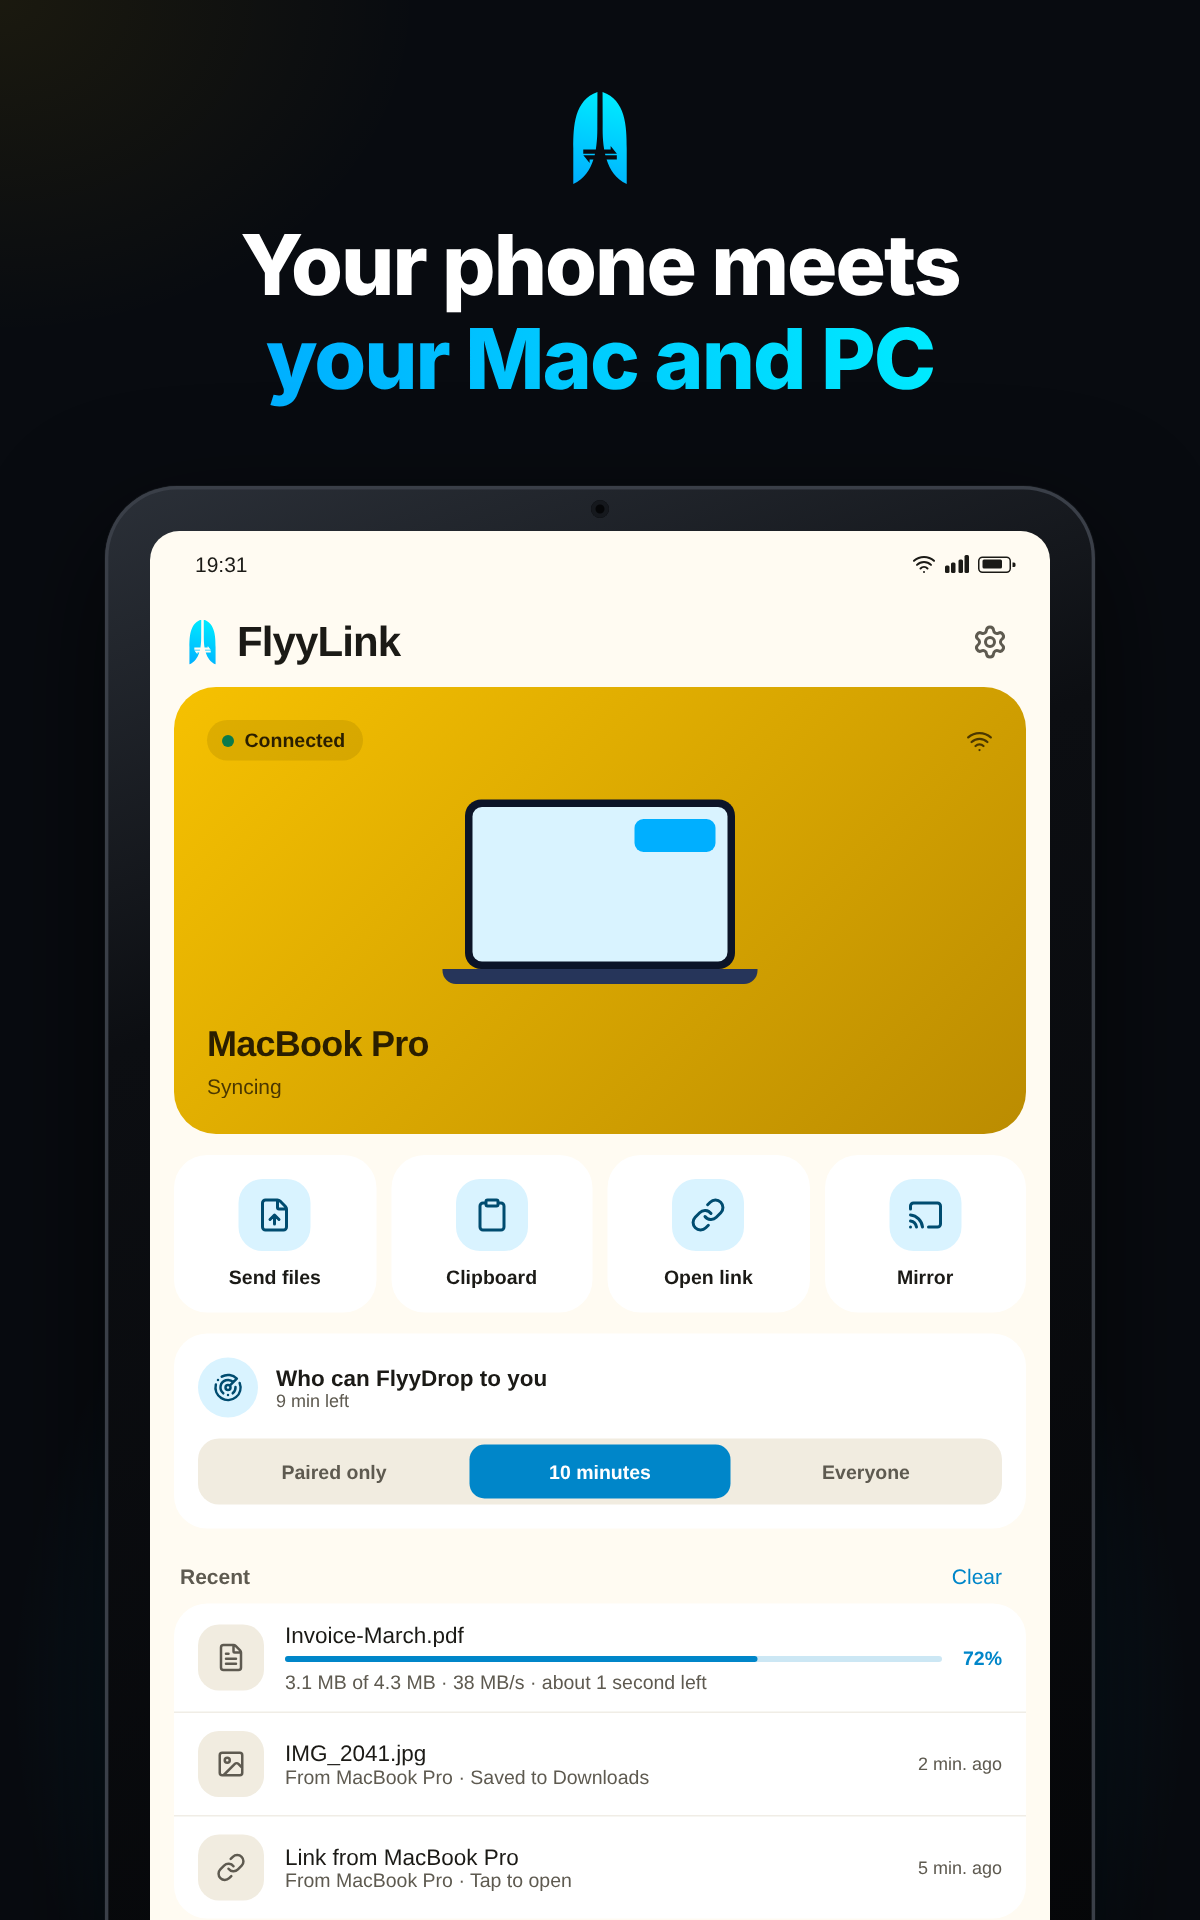 Your phone meets
your Mac and PC
19:31
FlyyLink
Connected
MacBook Pro
Syncing
Send files
Clipboard
Open link
Mirror
Who can FlyyDrop to you
9 min left
Paired only
10 minutes
Everyone
Recent
Clear
Invoice-March.pdf
72%
3.1 MB of 4.3 MB · 38 MB/s · about 1 second left
IMG_2041.jpg
From MacBook Pro · Saved to Downloads
2 min. ago
Link from MacBook Pro
From MacBook Pro · Tap to open
5 min. ago